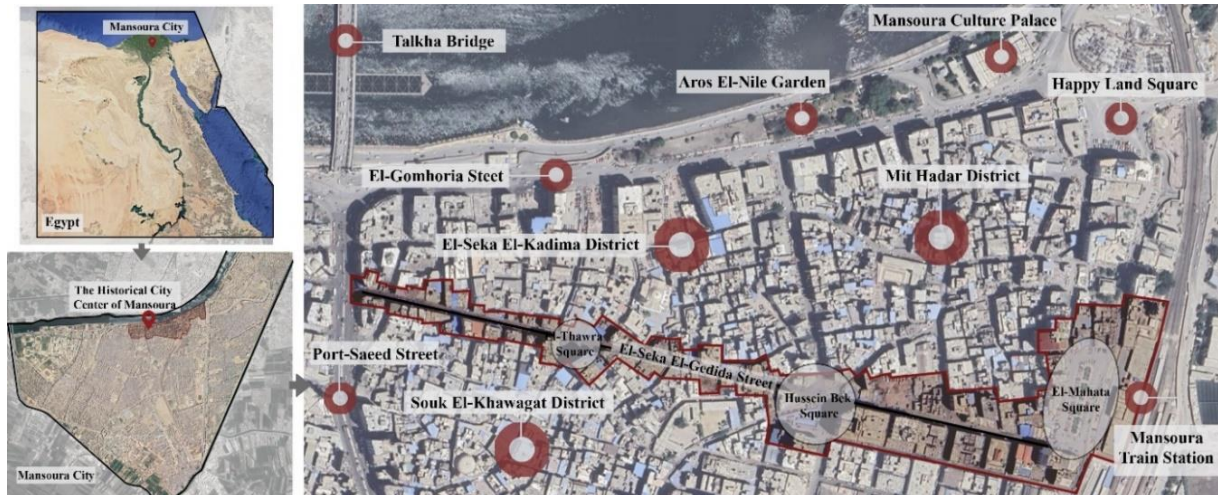 Mansoura City
Egypt
The Historical City
Center of Mansoura
Mansoura City
Talkha Bridge
Mansoura Culture Palace
Aros El-Nile Garden
Happy Land Square
El-Gomhoria Steet
Mit Hadar District
El-Seka El-Kadima District
El-Thawra
Square
El-Seka El-Gedida Street
Port-Saeed Street
Souk El-Khawagat District
Hussein Bek
Square
El-Mahata
Square
Mansoura
Train Station